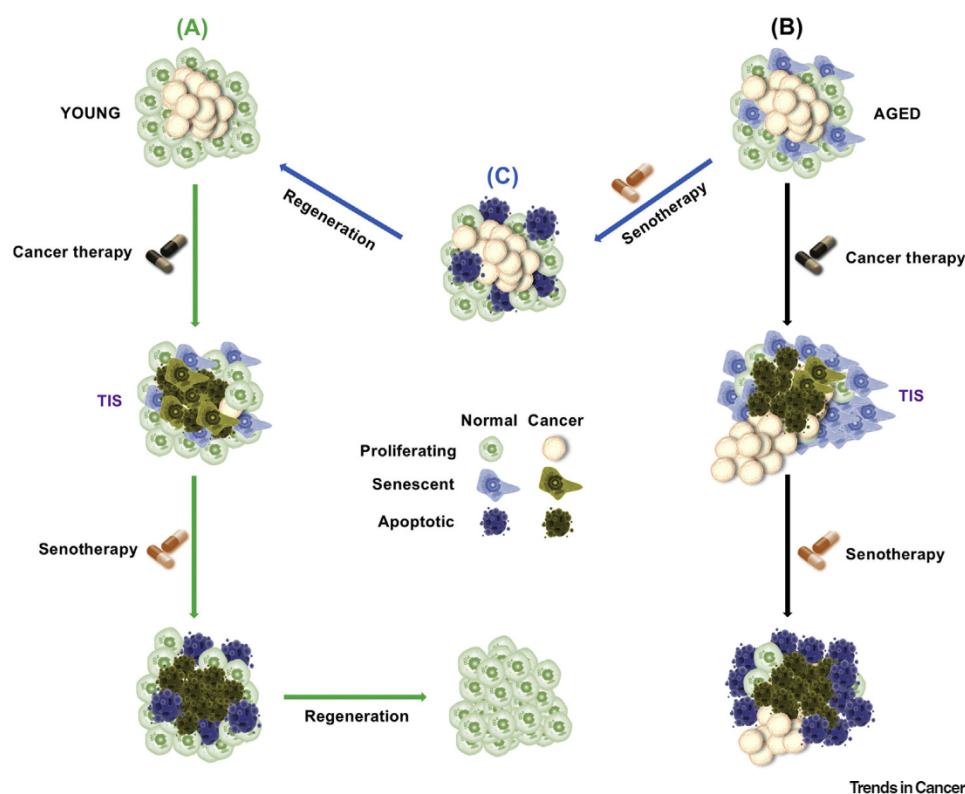 (A)
(B)
YOUNG
AGED
(C)
Regeneration
Senotherapy
Cancer therapy
Cancer therapy
TIS
TIS
Normal Cancer
Proliferating
Senescent
Apoptotic
Senotherapy
Senotherapy
Regeneration
Trends in Cancer